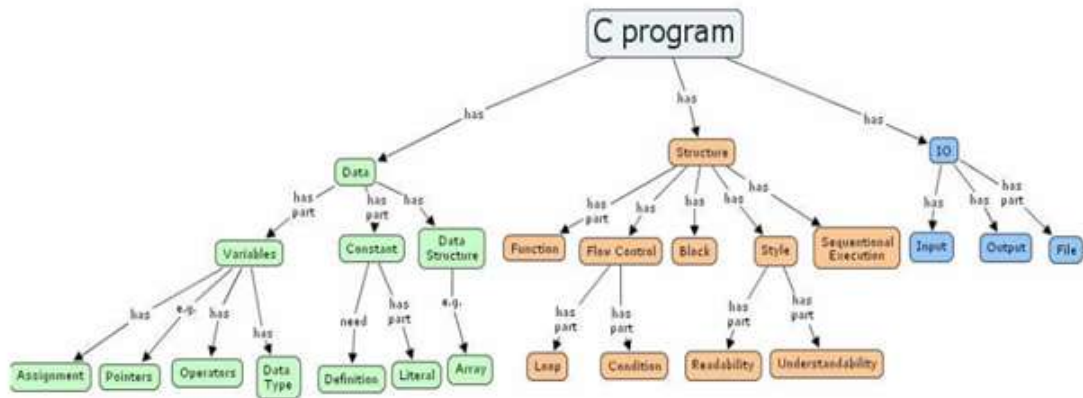 C program
has
has
has
Data
Structure
IO
has
part
has
part
has
has
part
has
has
has
has
has
has
has
part
Variables
Constant
Data
Structure
Function
Flow Control
Block
Style
Sequentional
Execution
Input
Output
File
has
e.g.
has
has
need
has
part
e.g.
has
part
has
part
has
part
has
part
Assignment
Pointers
Operators
Data
Type
Definition
Literal
Array
Loop
Condition
Readability
Understandability